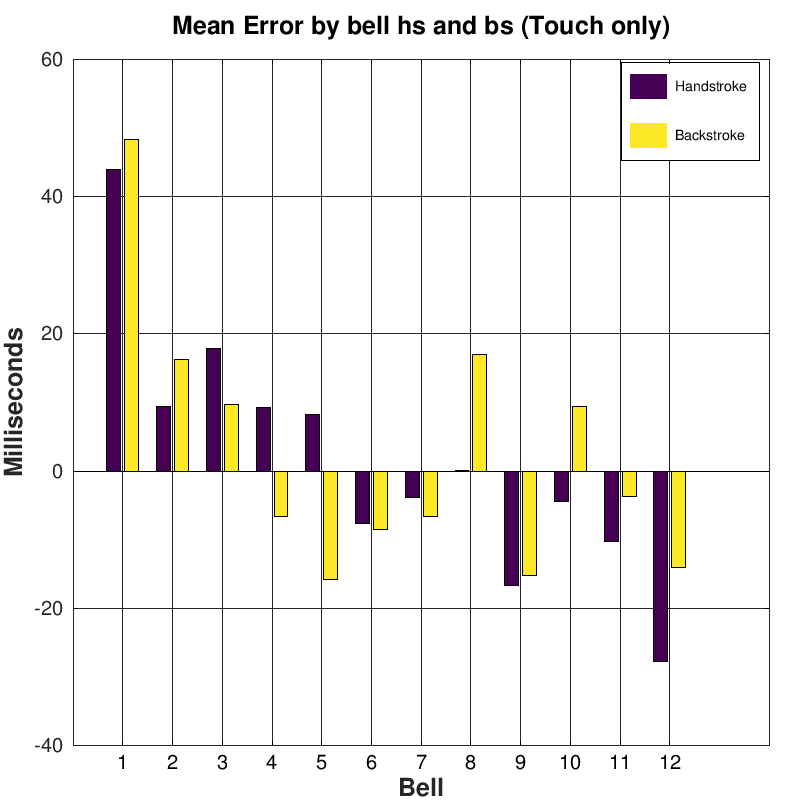 Mean Error by bell hs and bs (Touch only)
60
40
20
0
-20
-40
Milliseconds
Handstroke
Backstroke
1 2 3 4 5 6 7 8 9 10 11 12
Bell